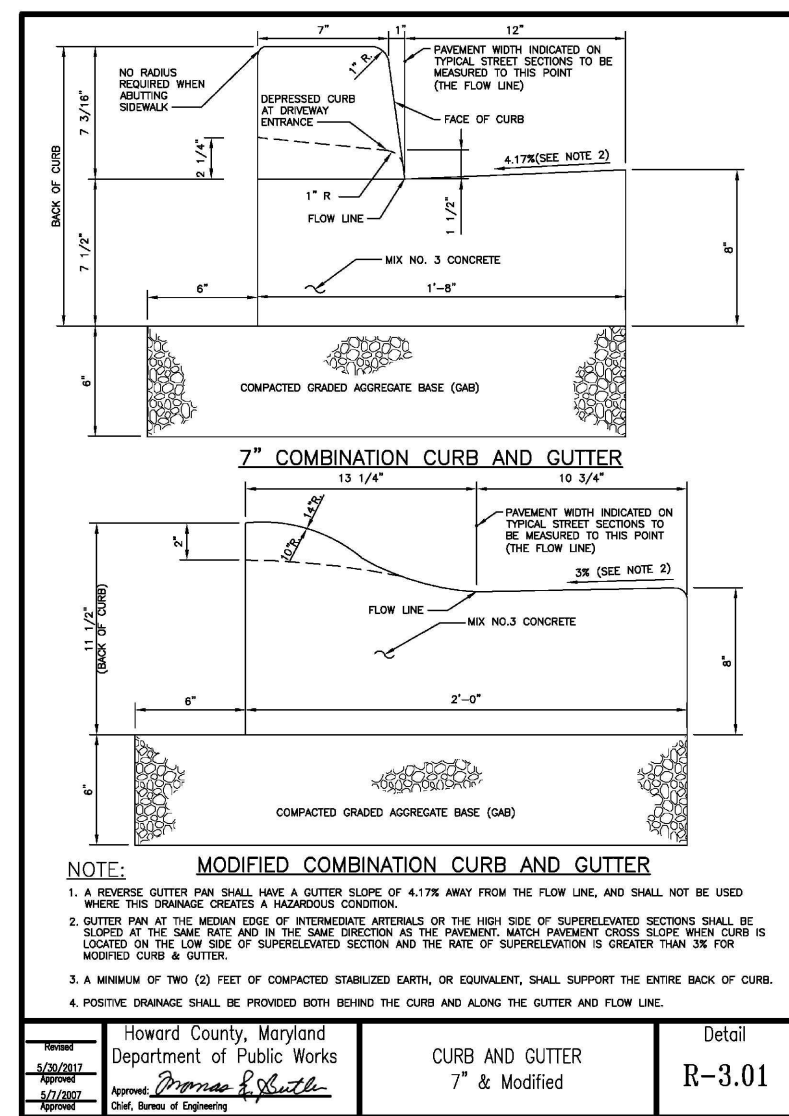 7"
1"
12"
NO RADIUS
REQUIRED WHEN
ABUTTING
SIDEWALK
1" R.
PAVEMENT WIDTH INDICATED ON
TYPICAL STREET SECTIONS TO BE
MEASURED TO THIS POINT
(THE FLOW LINE)
DEPRESSED CURB
AT DRIVEWAY
ENTRANCE
FACE OF CURB
BACK OF CURB
7 3/16"
2 1/4"
4.17%(SEE NOTE 2)
1" R
FLOW LINE
1 1/2"
7 1/2"
MIX NO. 3 CONCRETE
8"
6"
1'-8"
6"
COMPACTED GRADED AGGREGATE BASE (GAB)
7" COMBINATION CURB AND GUTTER
13 1/4"
10 3/4"
14"R.
10"R.
PAVEMENT WIDTH INDICATED ON
TYPICAL STREET SECTIONS TO
BE MEASURED TO THIS POINT
(THE FLOW LINE)
2"
3% (SEE NOTE 2)
FLOW LINE
MIX NO.3 CONCRETE
11 1/2"
(BACK OF CURB)
8"
6"
2'-0"
6"
COMPACTED GRADED AGGREGATE BASE (GAB)
MODIFIED COMBINATION CURB AND GUTTER
NOTE:
1. A REVERSE GUTTER PAN SHALL HAVE A GUTTER SLOPE OF 4.17% AWAY FROM THE FLOW LINE, AND SHALL NOT BE USED
WHERE THIS DRAINAGE CREATES A HAZARDOUS CONDITION.
2. GUTTER PAN AT THE MEDIAN EDGE OF INTERMEDIATE ARTERIALS OR THE HIGH SIDE OF SUPERELEVATED SECTIONS SHALL BE
SLOPED AT THE SAME RATE AND IN THE SAME DIRECTION AS THE PAVEMENT. MATCH PAVEMENT CROSS SLOPE WHEN CURB IS
LOCATED ON THE LOW SIDE OF SUPERELEVATED SECTION AND THE RATE OF SUPERELEVATION IS GREATER THAN 3% FOR
MODIFIED CURB & GUTTER.
3. A MINIMUM OF TWO (2) FEET OF COMPACTED STABILIZED EARTH, OR EQUIVALENT, SHALL SUPPORT THE ENTIRE BACK OF CURB.
4. POSITIVE DRAINAGE SHALL BE PROVIDED BOTH BEHIND THE CURB AND ALONG THE GUTTER AND FLOW LINE.
Revised
5/30/2017
Approved
5/7/2007
Approved
Howard County, Maryland
Department of Public Works
Approved: Thomas E. Butler
Chief, Bureau of Engineering
CURB AND GUTTER
7" & Modified
Detail
R-3.01